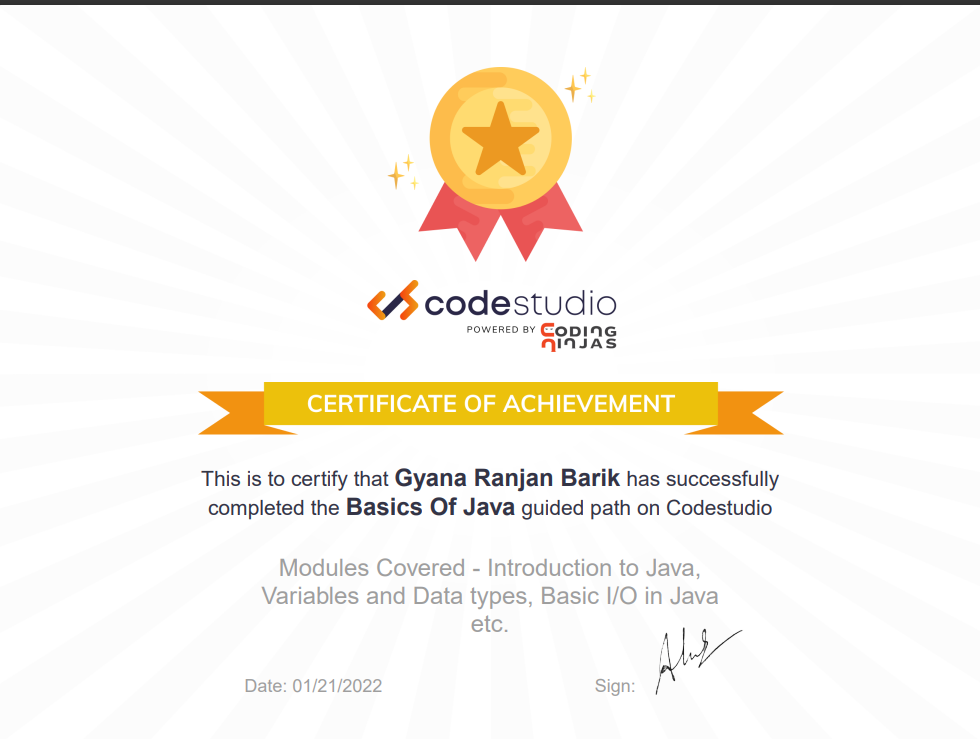 codestudio
POWERED BY CODING NINJAS
CERTIFICATE OF ACHIEVEMENT
This is to certify that Gyana Ranjan Barik has successfully
completed the Basics Of Java guided path on Codestudio
Modules Covered - Introduction to Java,
Variables and Data types, Basic I/O in Java
etc.
Date: 01/21/2022 Sign: